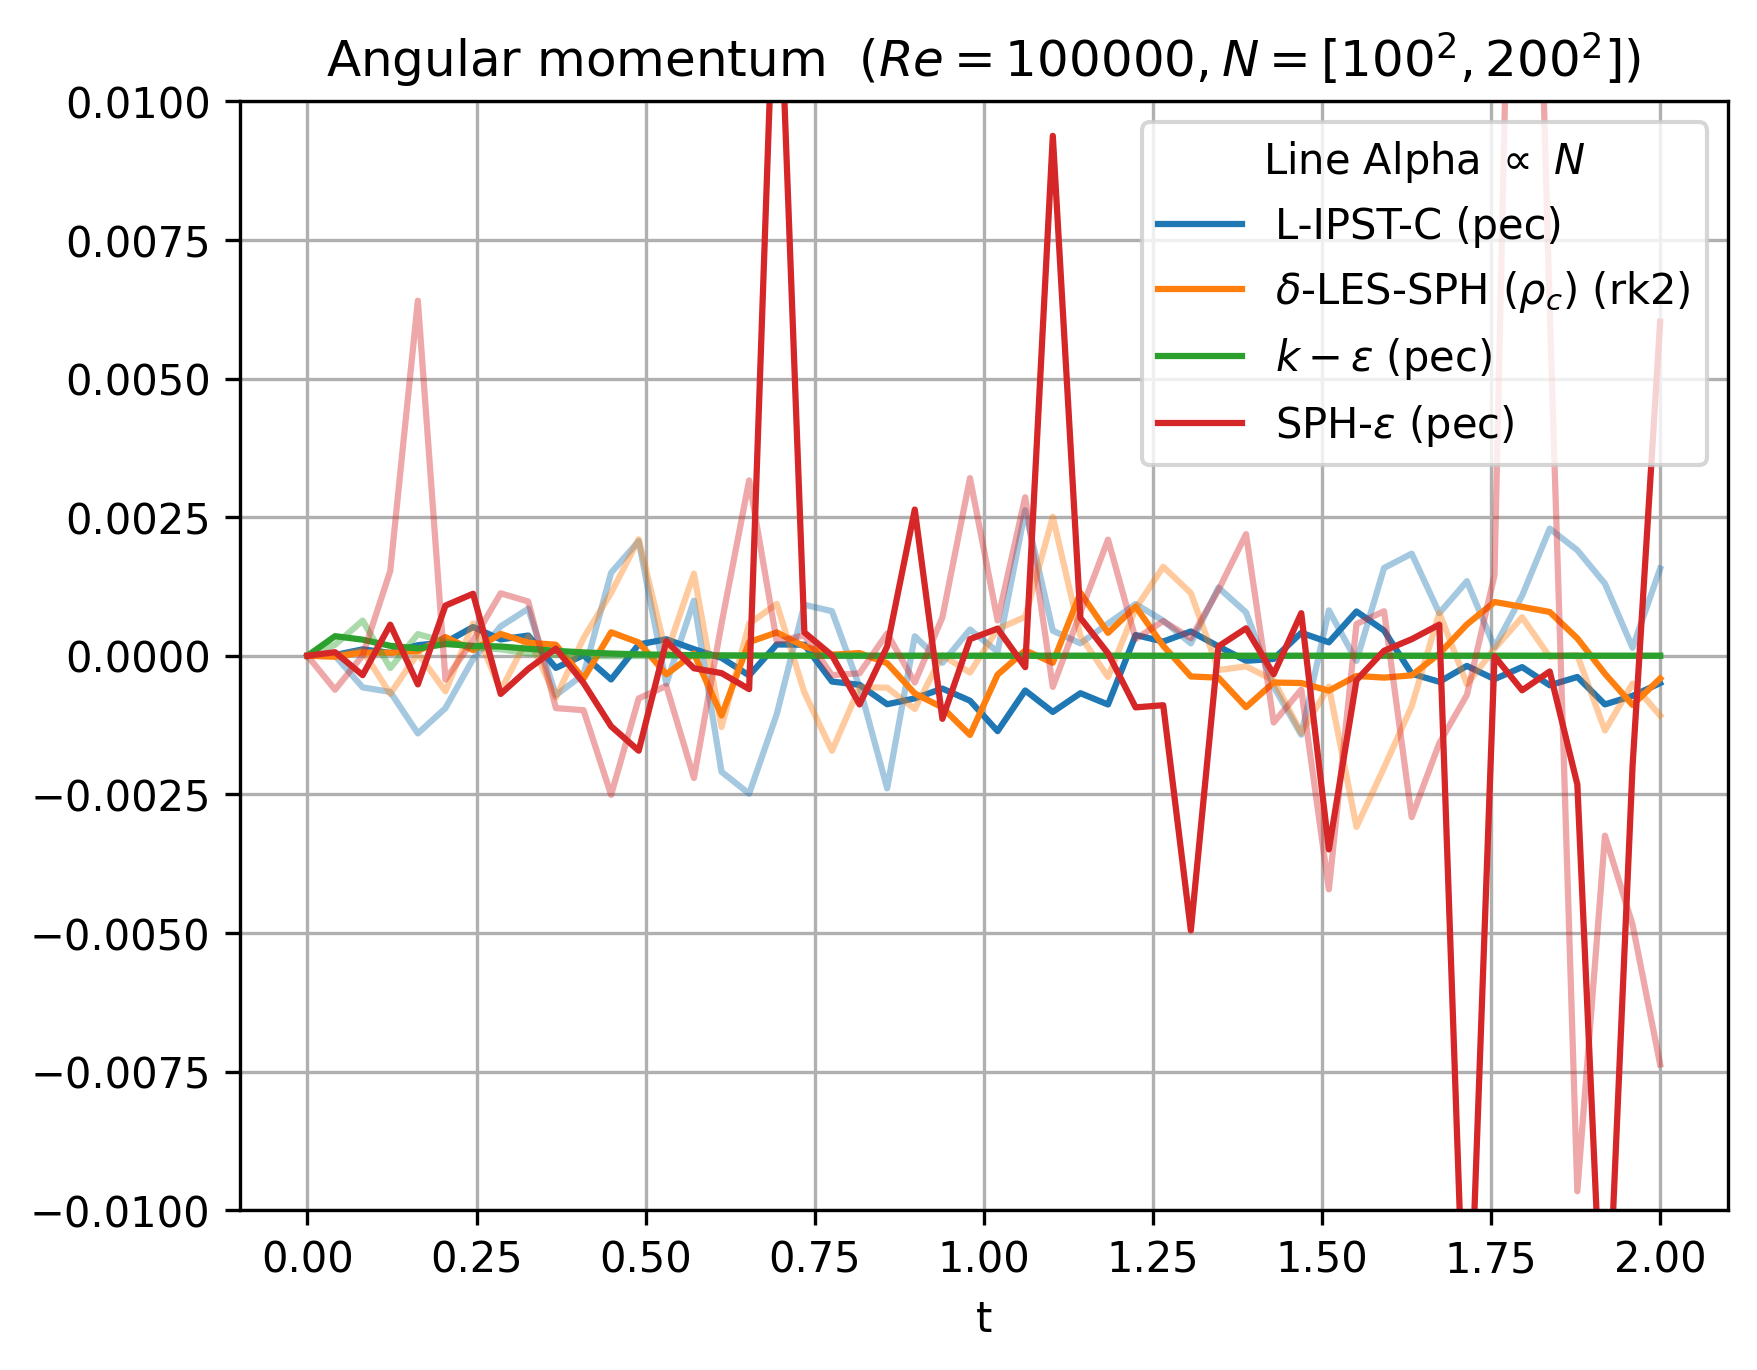 Angular momentum (Re = 100000, N = [100², 200²])
0.0100
0.0075
0.0050
0.0025
0.0000
−0.0025
−0.0050
−0.0075
−0.0100
Line Alpha ∝ N
L-IPST-C (pec)
δ-LES-SPH (ρ_c) (rk2)
k − ε (pec)
SPH-ε (pec)
0.00 0.25 0.50 0.75 1.00 1.25 1.50 1.75 2.00
t